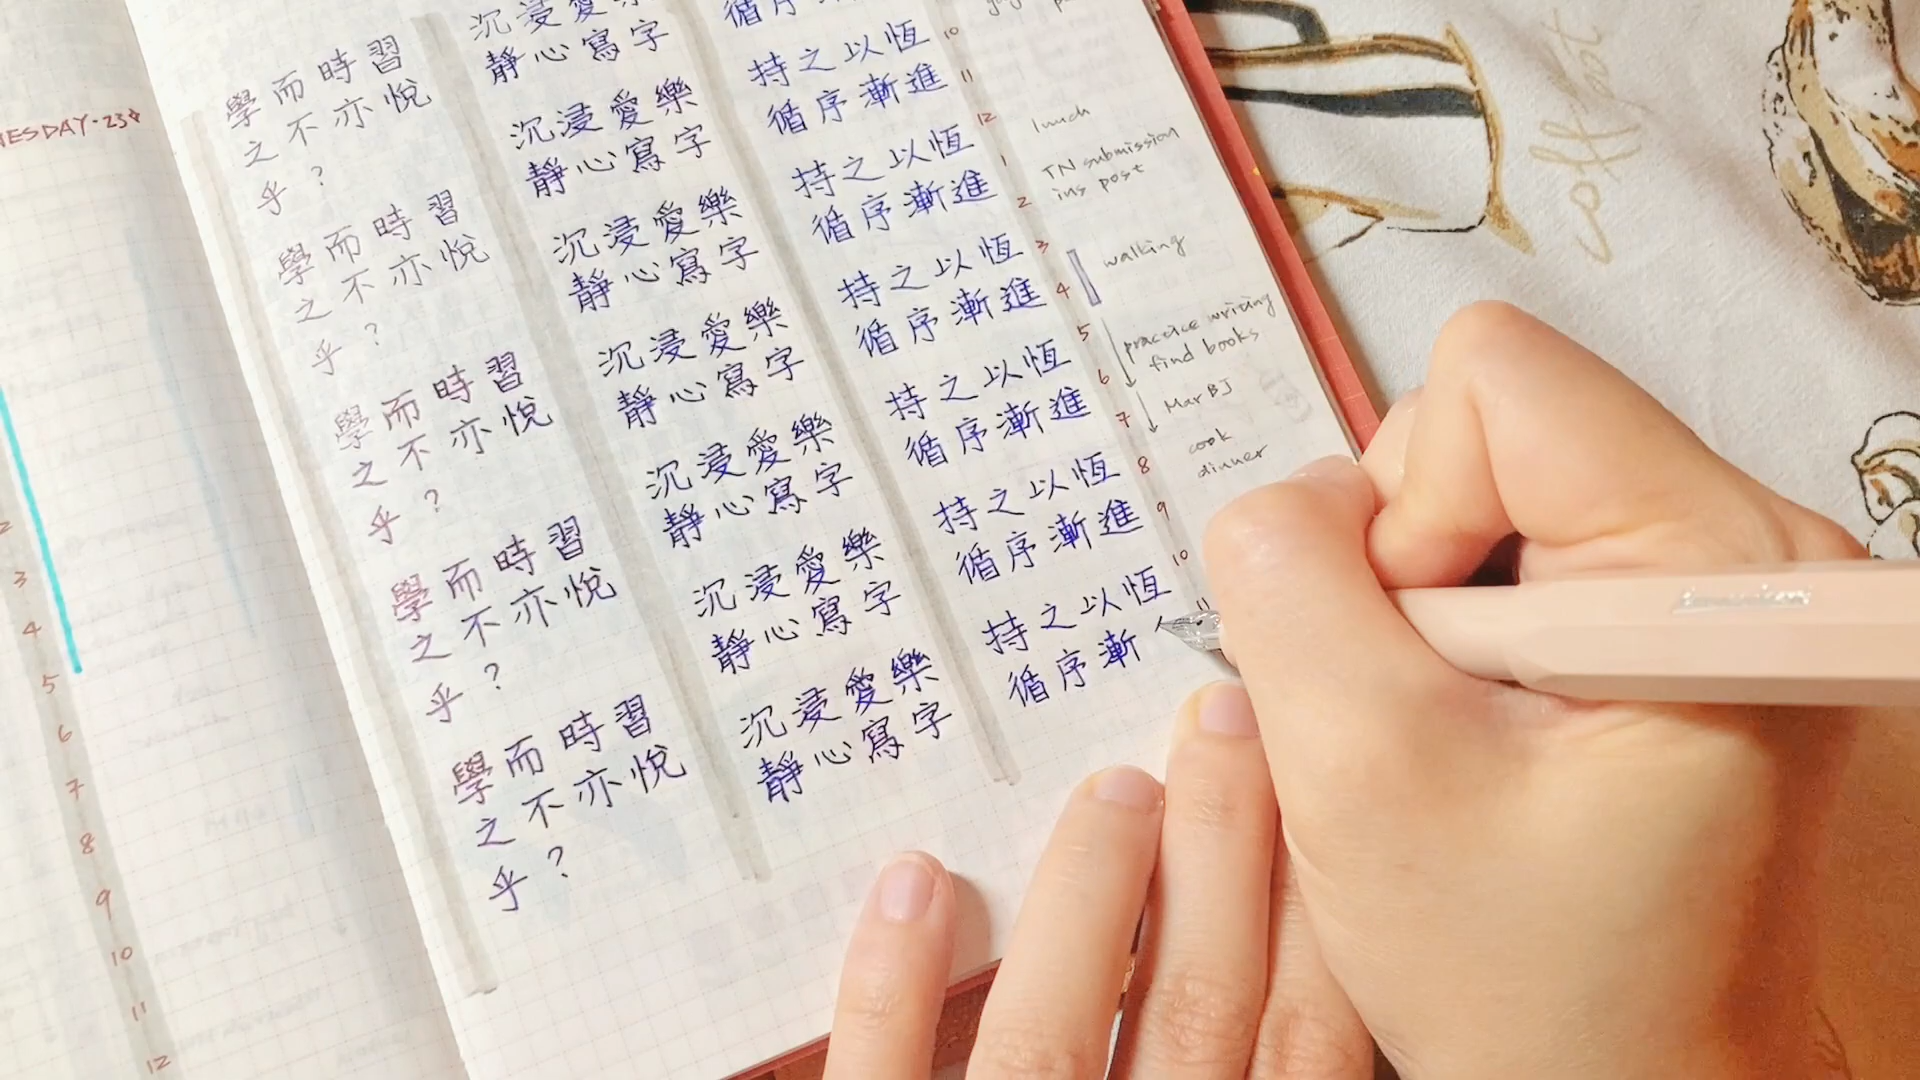 NESDAY·23
2
3
4
5
6
7
8
9
10
11
12
學而時習
之不亦悅
乎?
學而時習
之不亦悅
乎?
學而時習
之不亦悅
乎?
學而時習
之不亦悅
乎?
學而時習
之不亦悅
乎?
沉浸愛樂
靜心寫字
沉浸愛樂
靜心寫字
沉浸愛樂
靜心寫字
沉浸愛樂
靜心寫字
沉浸愛樂
靜心寫字
沉浸愛樂
靜心寫字
沉浸愛樂
靜心寫字
循序漸
持之以恆
循序漸進
持之以恆
循序漸進
持之以恆
循序漸進
持之以恆
循序漸進
持之以恆
循序漸進
持之以恆
循序漸
10
11
12
1
2
3
4
5
6
7
8
9
10
11
lunch
TN submission
ins post
walking
practice writing
find books
MarBJ
cook
dinner
coffeet